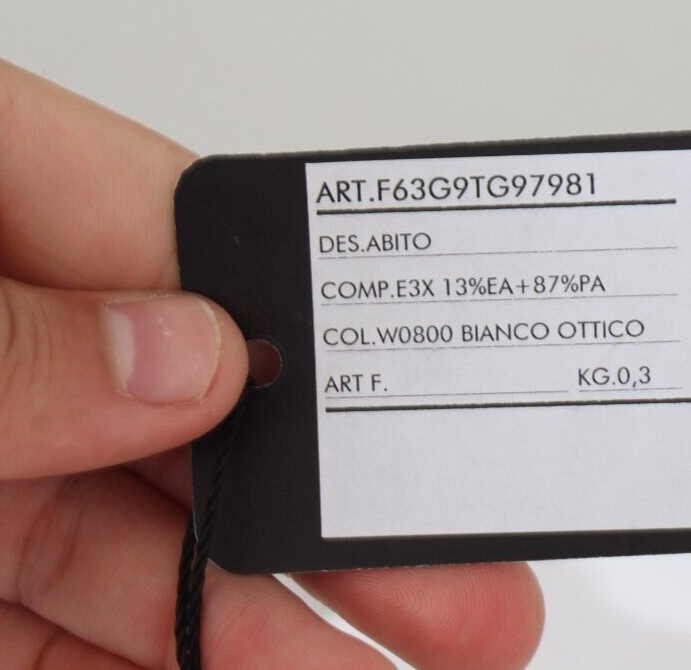 ART.F63G9TG97981
DES.ABITO
COMP.E3X 13%EA+87%PA
COL.W0800 BIANCO OTTICO
ART F. KG.0,3